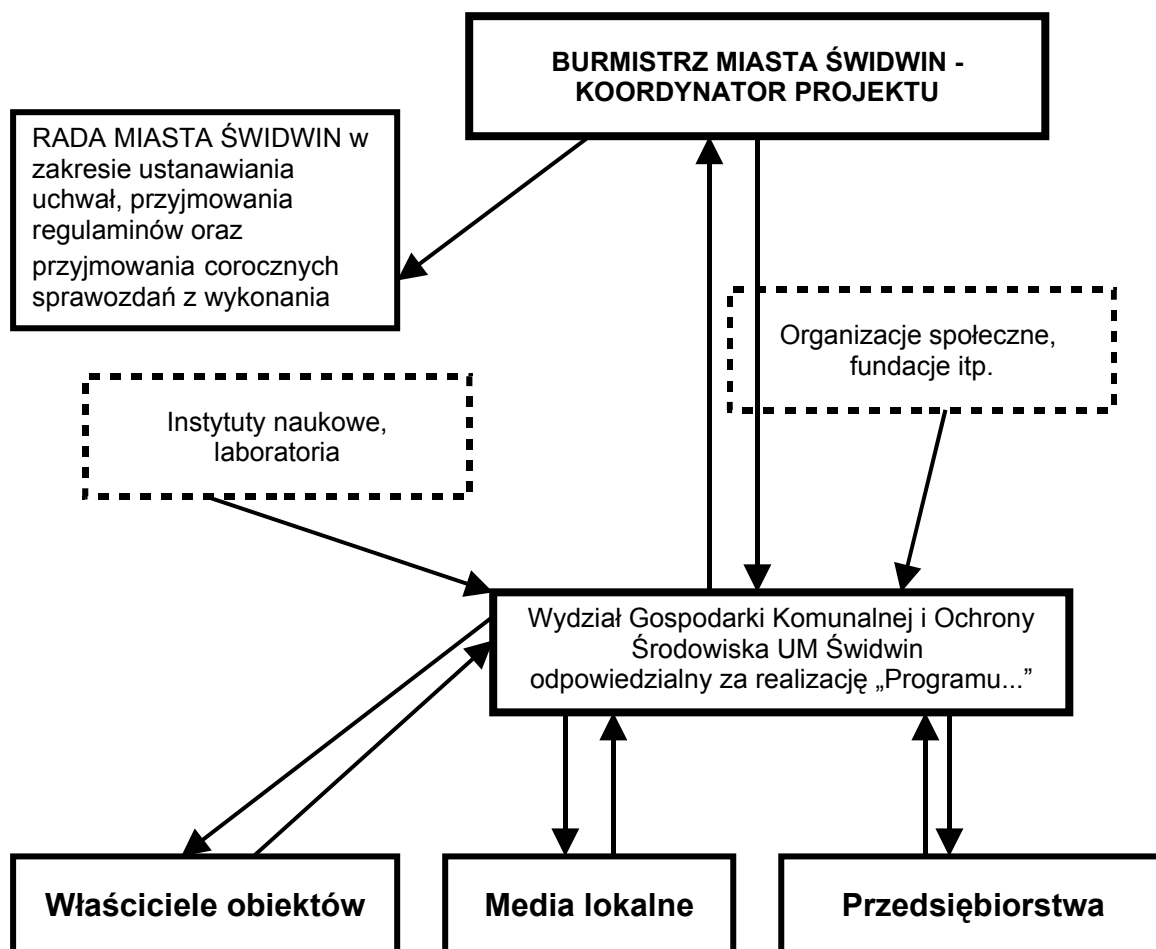 BURMISTRZ MIASTA ŚWIDWIN -
KOORDYNATOR PROJEKTU
RADA MIASTA ŚWIDWIN w
zakresie ustanawiania
uchwał, przyjmowania
regulaminów oraz
przyjmowania corocznych
sprawozdań z wykonania
Organizacje społeczne,
fundacje itp.
Instytuty naukowe,
laboratoria
Wydział Gospodarki Komunalnej i Ochrony
Środowiska UM Świdwin
odpowiedzialny za realizację „Programu...”
Właściciele obiektów
Media lokalne
Przedsiębiorstwa